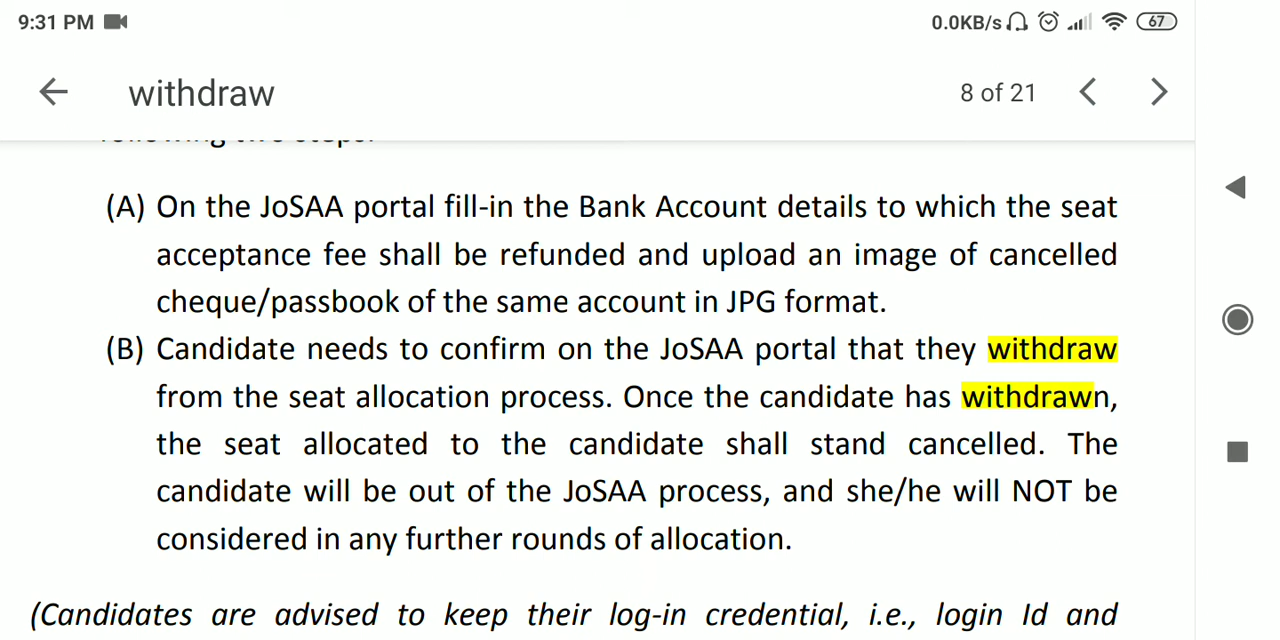 9:31 PM 0.0KB/s 67
withdraw 8 of 21
following two steps:
(A) On the JoSAA portal fill-in the Bank Account details to which the seat
acceptance fee shall be refunded and upload an image of cancelled
cheque/passbook of the same account in JPG format.
(B) Candidate needs to confirm on the JoSAA portal that they withdraw
from the seat allocation process. Once the candidate has withdrawn,
the seat allocated to the candidate shall stand cancelled. The
candidate will be out of the JoSAA process, and she/he will NOT be
considered in any further rounds of allocation.
(Candidates are advised to keep their log-in credential, i.e., login Id and